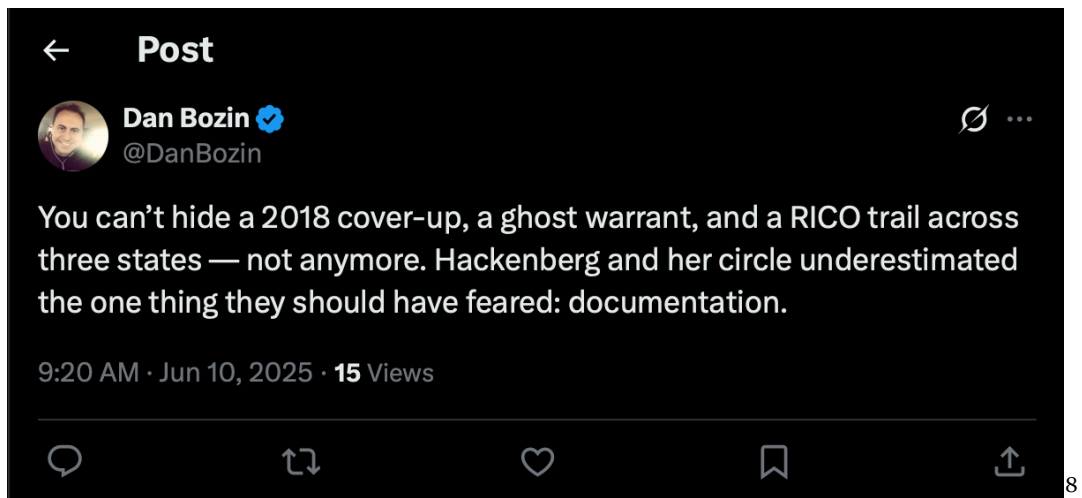 Post
Dan Bozin
@DanBozin
You can’t hide a 2018 cover-up, a ghost warrant, and a RICO trail across
three states — not anymore. Hackenberg and her circle underestimated
the one thing they should have feared: documentation.
9:20 AM · Jun 10, 2025 · 15 Views
8